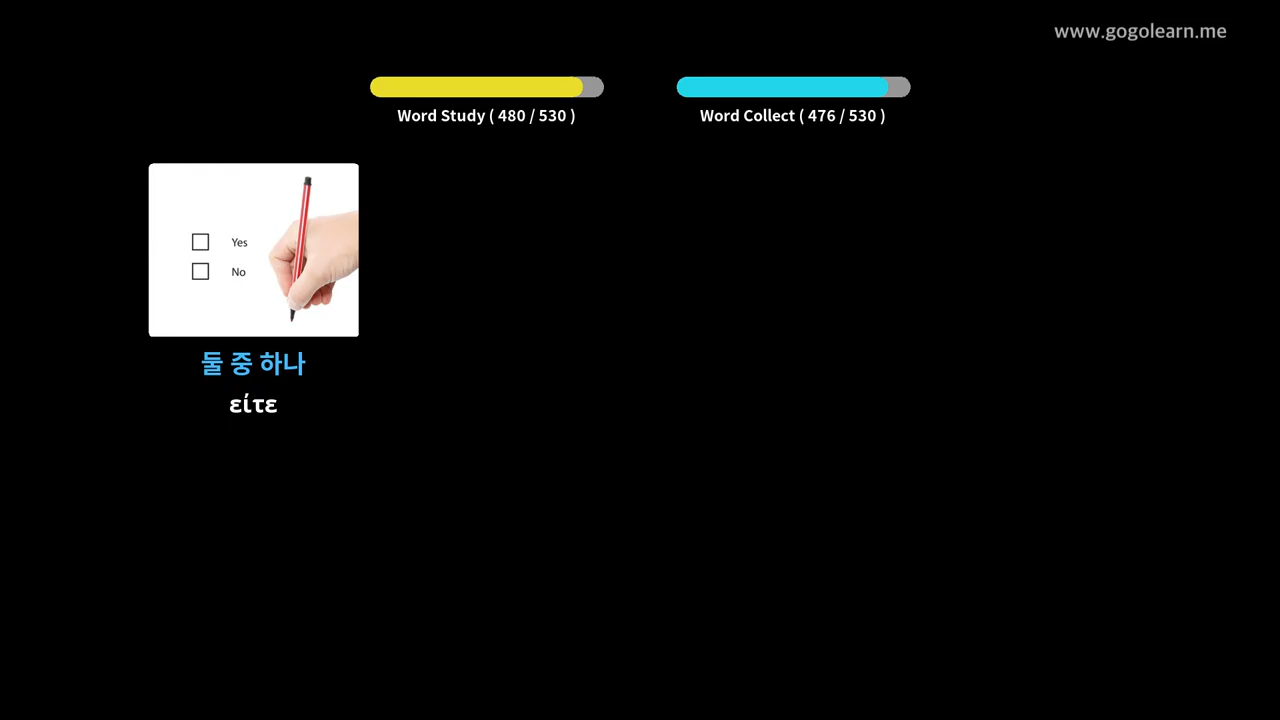 www.gogolearn.me
Word Study ( 480 / 530 )
Word Collect ( 476 / 530 )
Yes
No
둘 중 하나
είτε